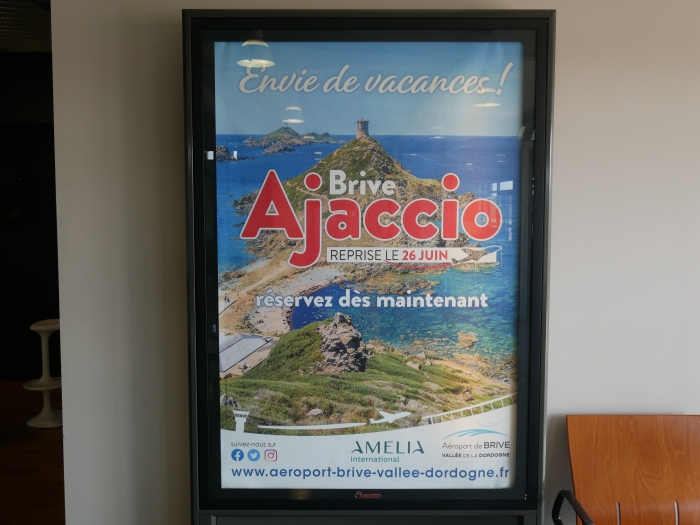 Envie de vacances !
Brive
Ajaccio
REPRISE LE 26 JUIN
réservez dès maintenant
suivez-nous sur
AMELIA
International
Aéroport de BRIVE
VALLÉE DE LA DORDOGNE
www.aeroport-brive-vallee-dordogne.fr